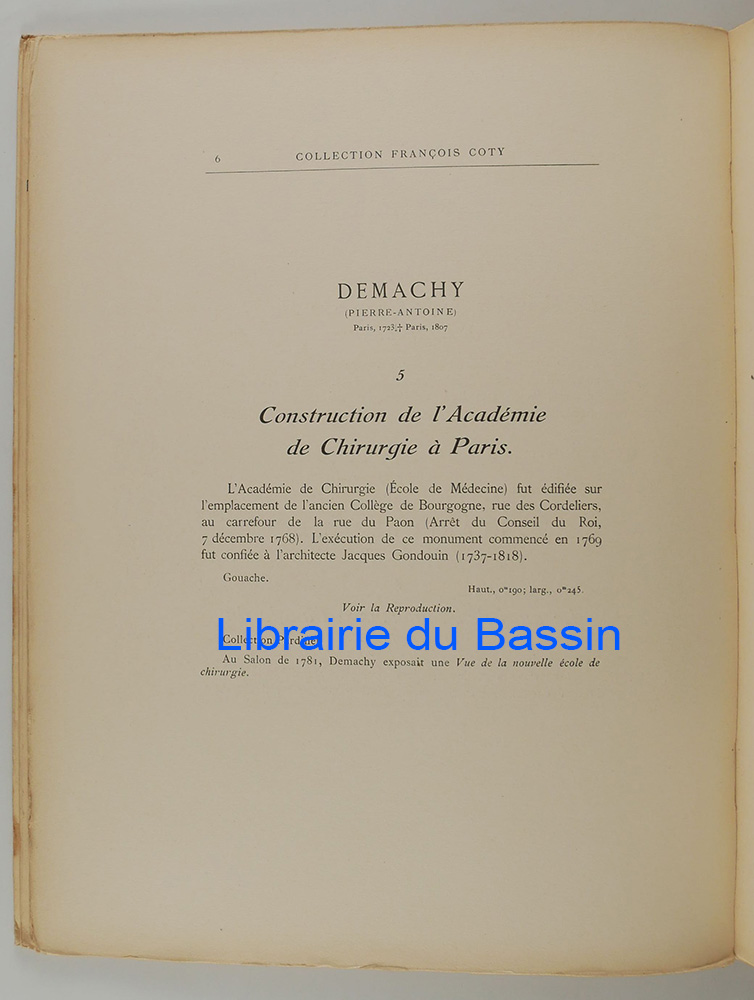 6 COLLECTION FRANÇOIS COTY
DEMACHY
(PIERRE-ANTOINE)
Paris, 1723;┼ Paris, 1807
5
Construction de l'Académie
de Chirurgie à Paris.
L'Académie de Chirurgie (École de Médecine) fut édifiée sur
l'emplacement de l'ancien Collège de Bourgogne, rue des Cordeliers,
au carrefour de la rue du Paon (Arrêt du Conseil du Roi,
7 décembre 1768). L'exécution de ce monument commencé en 1769
fut confiée à l'architecte Jacques Gondouin (1737-1818).
Gouache.
Haut., 0ᵐ190; larg., 0ᵐ245.
Voir la Reproduction.
Librairie du Bassin
Collection
Au Salon de 1781, Demachy exposait une Vue de la nouvelle école de
chirurgie.